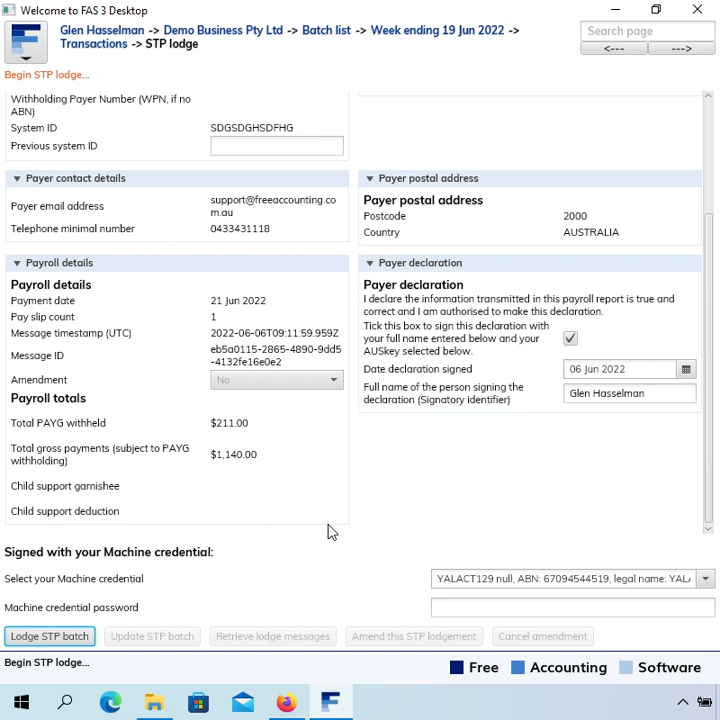 Welcome to FAS 3 Desktop
Glen Hasselman -> Demo Business Pty Ltd -> Batch list -> Week ending 19 Jun 2022 ->
Transactions -> STP lodge
Search page
<---
--->
Begin STP lodge...
Withholding Payer Number (WPN, if no
ABN)
System ID SDGSDGHSDFHG
Previous system ID
Payer contact details
Payer email address support@freeaccounting.co
m.au
Telephone minimal number 0433431118
Payer postal address
Payer postal address
Postcode 2000
Country AUSTRALIA
Payroll details
Payroll details
Payment date 21 Jun 2022
Pay slip count 1
Message timestamp (UTC) 2022-06-06T09:11:59.959Z
Message ID eb5a0115-2865-4890-9dd5
-4132fe16e0e2
Amendment No
Payroll totals
Total PAYG withheld $211.00
Total gross payments (subject to PAYG
withholding) $1,140.00
Child support garnishee
Child support deduction
Payer declaration
Payer declaration
I declare the information transmitted in this payroll report is true and
correct and I am authorised to make this declaration.
Tick this box to sign this declaration with
your full name entered below and your
AUSkey selected below.
Date declaration signed 06 Jun 2022
Full name of the person signing the
declaration (Signatory identifier) Glen Hasselman
Signed with your Machine credential:
Select your Machine credential YALACT129 null, ABN: 67094544519, legal name: YAL
Machine credential password
Lodge STP batch
Update STP batch
Retrieve lodge messages
Amend this STP lodgement
Cancel amendment
Begin STP lodge...
Free Accounting Software